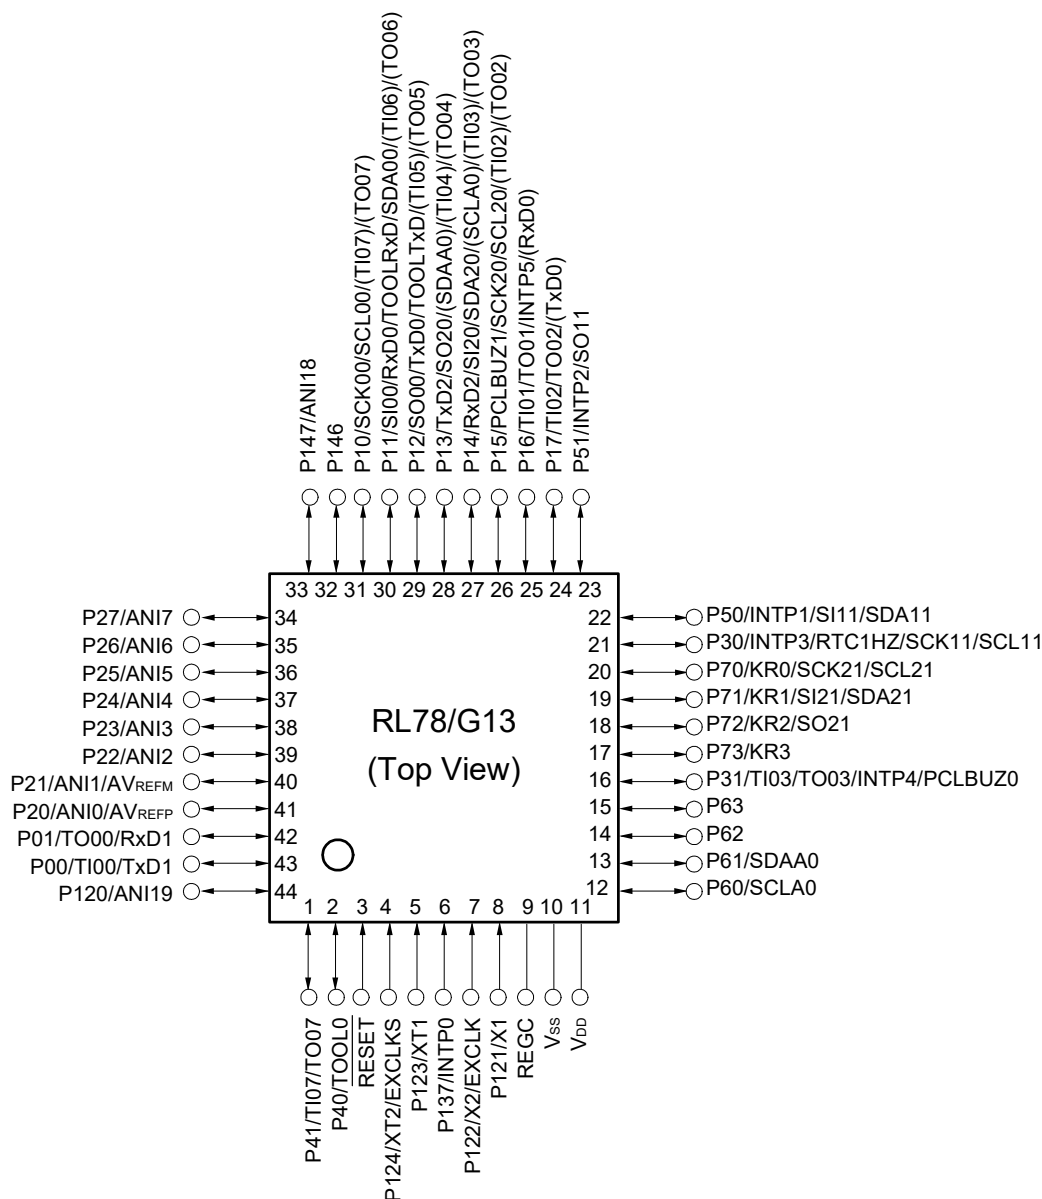 P147/ANI18
P146
P10/SCK00/SCL00/(TI07)/(TO07)
P11/SI00/RxD0/TOOLRxD/SDA00/(TI06)/(TO06)
P12/SO00/TxD0/TOOLTxD/(TI05)/(TO05)
P13/TxD2/SO20/(SDAA0)/(TI04)/(TO04)
P14/RxD2/SI20/SDA20/(SCLA0)/(TI03)/(TO03)
P15/PCLBUZ1/SCK20/SCL20/(TI02)/(TO02)
P16/TI01/TO01/INTP5/(RxD0)
P17/TI02/TO02/(TxD0)
P51/INTP2/SO11
33 32 31 30 29 28 27 26 25 24 23
P27/ANI7 34
P26/ANI6 35
P25/ANI5 36
P24/ANI4 37
P23/ANI3 38
P22/ANI2 39
P21/ANI1/AVREFM 40
P20/ANI0/AVREFP 41
P01/TO00/RxD1 42
P00/TI00/TxD1 43
P120/ANI19 44
RL78/G13
(Top View)
22 P50/INTP1/SI11/SDA11
21 P30/INTP3/RTC1HZ/SCK11/SCL11
20 P70/KR0/SCK21/SCL21
19 P71/KR1/SI21/SDA21
18 P72/KR2/SO21
17 P73/KR3
16 P31/TI03/TO03/INTP4/PCLBUZ0
15 P63
14 P62
13 P61/SDAA0
12 P60/SCLA0
1 2 3 4 5 6 7 8 9 10 11
P41/TI07/TO07
P40/TOOL0
RESET
P124/XT2/EXCLKS
P123/XT1
P137/INTP0
P122/X2/EXCLK
P121/X1
REGC
VSS
VDD